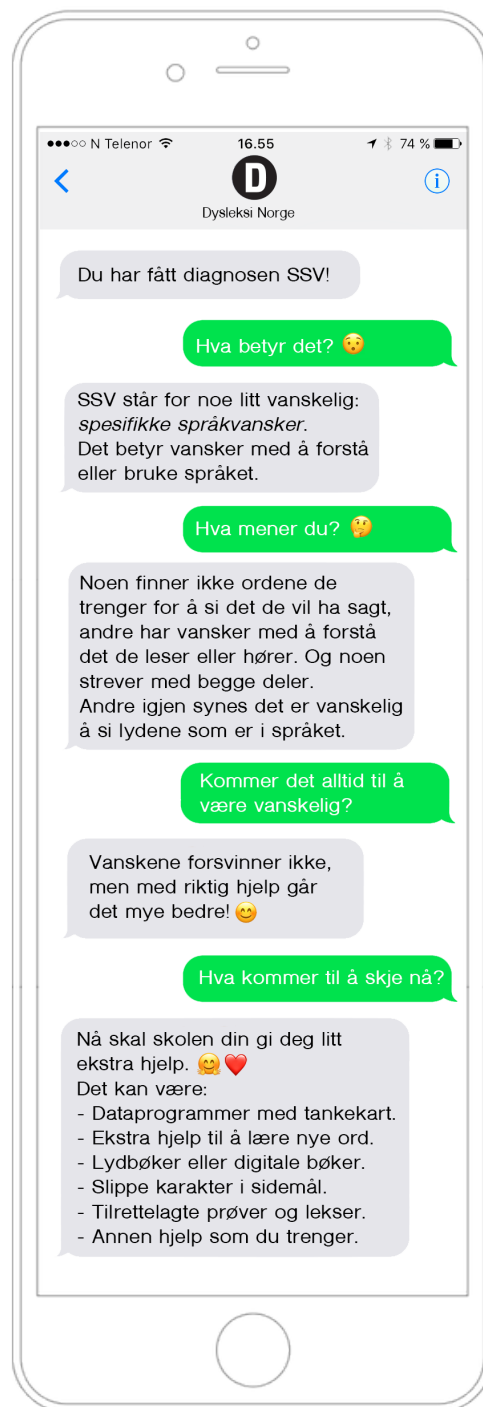 ●●●○○ N Telenor 16.55 74 %
D
Dysleksi Norge
Du har fått diagnosen SSV!
Hva betyr det? 😯
SSV står for noe litt vanskelig:
spesifikke språkvansker.
Det betyr vansker med å forstå
eller bruke språket.
Hva mener du? 🤔
Noen finner ikke ordene de
trenger for å si det de vil ha sagt,
andre har vansker med å forstå
det de leser eller hører. Og noen
strever med begge deler.
Andre igjen synes det er vanskelig
å si lydene som er i språket.
Kommer det alltid til å
være vanskelig?
Vanskene forsvinner ikke,
men med riktig hjelp går
det mye bedre! 😊
Hva kommer til å skje nå?
Nå skal skolen din gi deg litt
ekstra hjelp. 🤗❤️
Det kan være:
- Dataprogrammer med tankekart.
- Ekstra hjelp til å lære nye ord.
- Lydbøker eller digitale bøker.
- Slippe karakter i sidemål.
- Tilrettelagte prøver og lekser.
- Annen hjelp som du trenger.